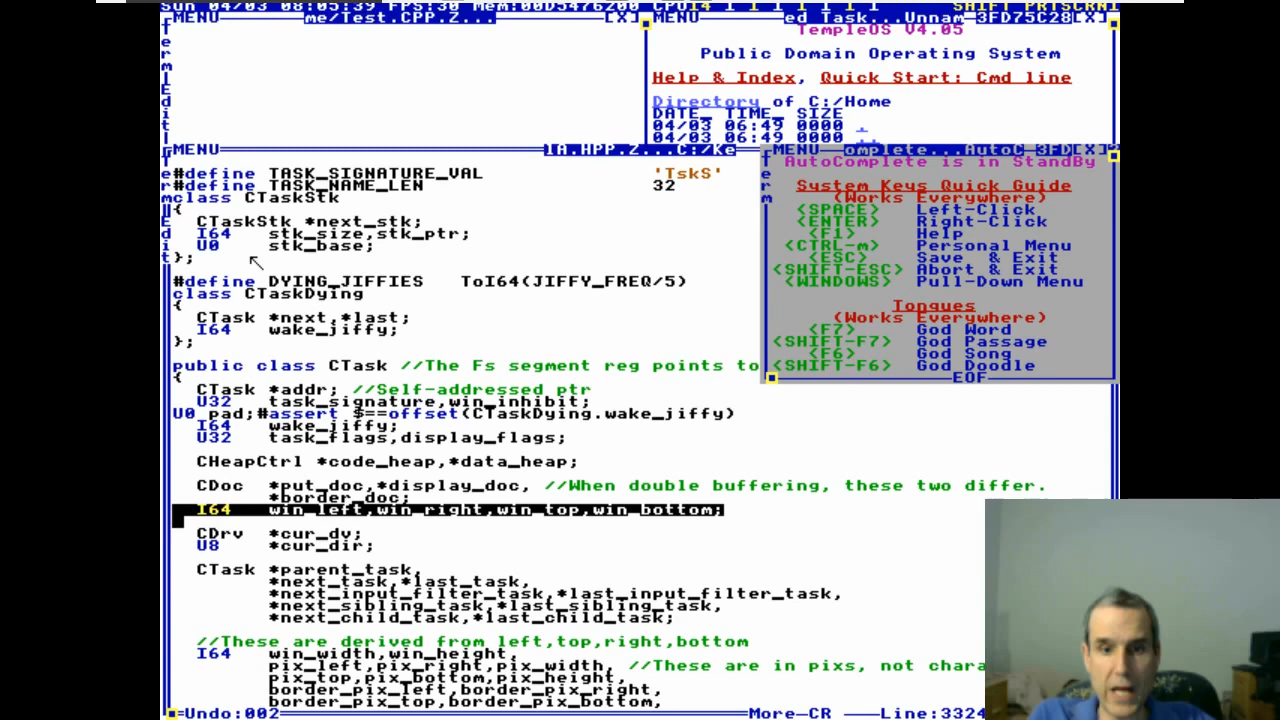 Sun 04/03 08:05:39 FPS:30 Mem:00D5476200 CPU14 1 1 1 1 1 1 1 SHIFT PRTSCRN1
MENU me/Test.CPP.Z... [X]
MENU ed Task...Unnam 3FD75C28[X]
TempleOS V4.05
Public Domain Operating System
Help & Index, Quick Start: Cmd line
Directory of C:/Home
DATE_ TIME_ SIZE
04/03 06:49 0000 .
04/03 06:49 0000 ..
MENU IA.HPP.Z...C:/Ke
#define TASK_SIGNATURE_VAL 'TskS'
#define TASK_NAME_LEN 32
class CTaskStk
{
CTaskStk *next_stk;
I64 stk_size,stk_ptr;
U0 stk_base;
};
#define DYING_JIFFIES ToI64(JIFFY_FREQ/5)
class CTaskDying
{
CTask *next,*last;
I64 wake_jiffy;
};
public class CTask //The Fs segment reg points to
{
CTask *addr; //Self-addressed ptr
U32 task_signature,win_inhibit;
U0 pad;#assert $==offset(CTaskDying.wake_jiffy)
I64 wake_jiffy;
U32 task_flags,display_flags;
CHeapCtrl *code_heap,*data_heap;
CDoc *put_doc,*display_doc, //When double buffering, these two differ.
*border_doc;
I64 win_left,win_right,win_top,win_bottom;
CDrv *cur_dv;
U8 *cur_dir;
CTask *parent_task,
*next_task,*last_task,
*next_input_filter_task,*last_input_filter_task,
*next_sibling_task,*last_sibling_task,
*next_child_task,*last_child_task;
//These are derived from left,top,right,bottom
I64 win_width,win_height,
pix_left,pix_right,pix_width, //These are in pixs, not chara
pix_top,pix_bottom,pix_height,
border_pix_left,border_pix_right,
border_pix_top,border_pix_bottom,
Undo:002 More-CR Line:3324
MENU omplete...AutoC 3FD[X]
AutoComplete is in StandBy
System Keys Quick Guide
(Works Everywhere)
<SPACE> Left-Click
<ENTER> Right-Click
<F1> Help
<CTRL-m> Personal Menu
<ESC> Save & Exit
<SHIFT-ESC> Abort & Exit
<WINDOWS> Pull-Down Menu
Tongues
(Works Everywhere)
<F7> God Word
<SHIFT-F7> God Passage
<F6> God Song
<SHIFT-F6> God Doodle
EOF